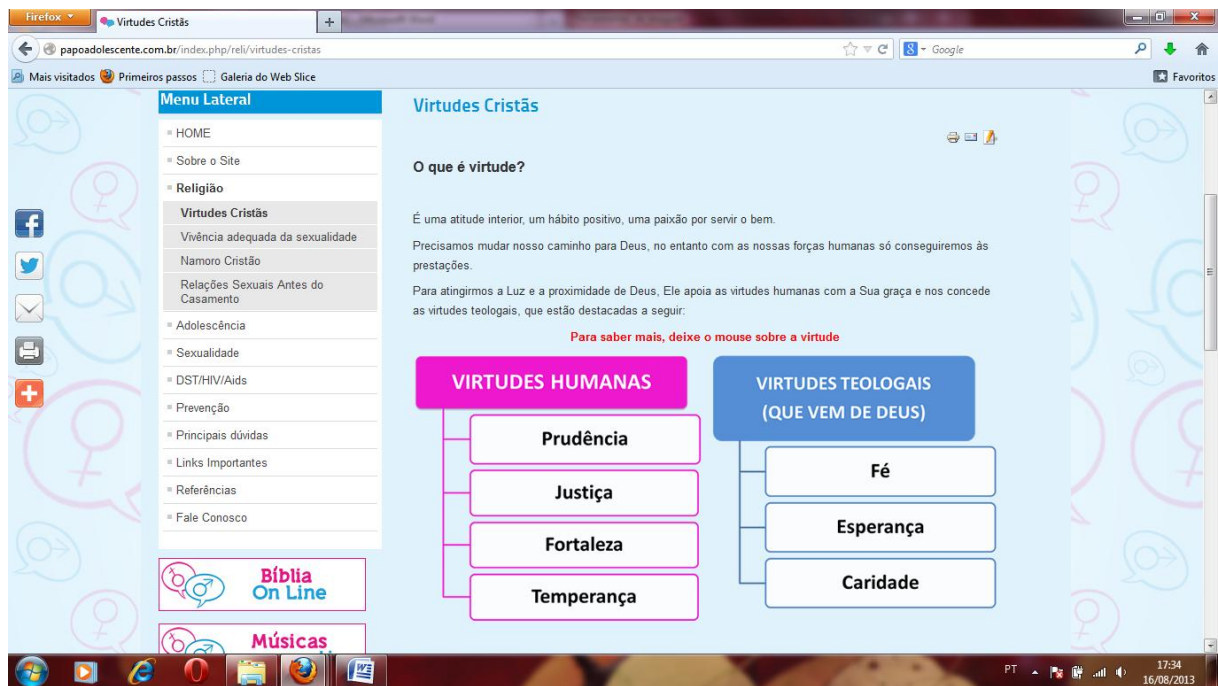 Firefox
Virtudes Cristãs
papoadolescente.com.br/index.php/reli/virtudes-cristas
Google
Mais visitados
Primeiros passos
Galeria do Web Slice
Favoritos
Menu Lateral
HOME
Sobre o Site
Religião
Virtudes Cristãs
Vivência adequada da sexualidade
Namoro Cristão
Relações Sexuais Antes do
Casamento
Adolescência
Sexualidade
DST/HIV/Aids
Prevenção
Principais dúvidas
Links Importantes
Referências
Fale Conosco
Bíblia
On Line
Músicas
Virtudes Cristãs
O que é virtude?
É uma atitude interior, um hábito positivo, uma paixão por servir o bem.
Precisamos mudar nosso caminho para Deus, no entanto com as nossas forças humanas só conseguiremos às
prestações.
Para atingirmos a Luz e a proximidade de Deus, Ele apoia as virtudes humanas com a Sua graça e nos concede
as virtudes teologais, que estão destacadas a seguir:
Para saber mais, deixe o mouse sobre a virtude
VIRTUDES HUMANAS
Prudência
Justiça
Fortaleza
Temperança
VIRTUDES TEOLOGAIS
(QUE VEM DE DEUS)
Fé
Esperança
Caridade
PT
17:34
16/08/2013